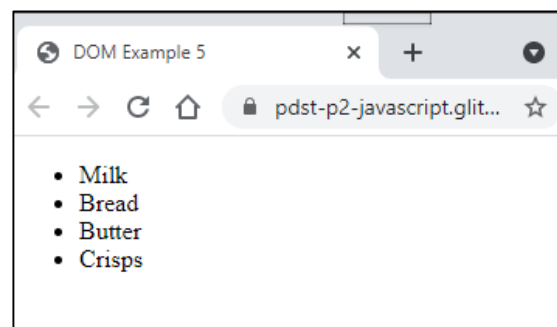 DOM Example 5
pdst-p2-javascript.glit...
• Milk
• Bread
• Butter
• Crisps